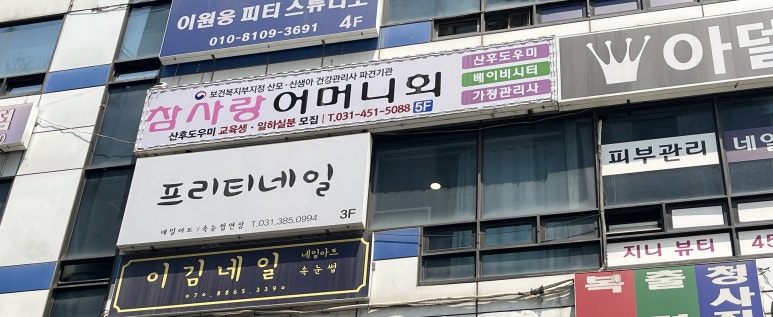 이원웅 피티 스튜디오
010-8109-3691 4F
보건복지부지정 산모·신생아 건강관리사 파견기관
참사랑어머니회
산후도우미 교육생·일하실분 모집 T.031-451-5088 5F
산후도우미
베이비시터
가정관리사
아델
프리티네일
네일아트/속눈썹연장 T.031.385.0994 3F
이김네일
네일아트
속눈썹
070.8865.3390
피부관리
네일
지니 뷰티
45
청사